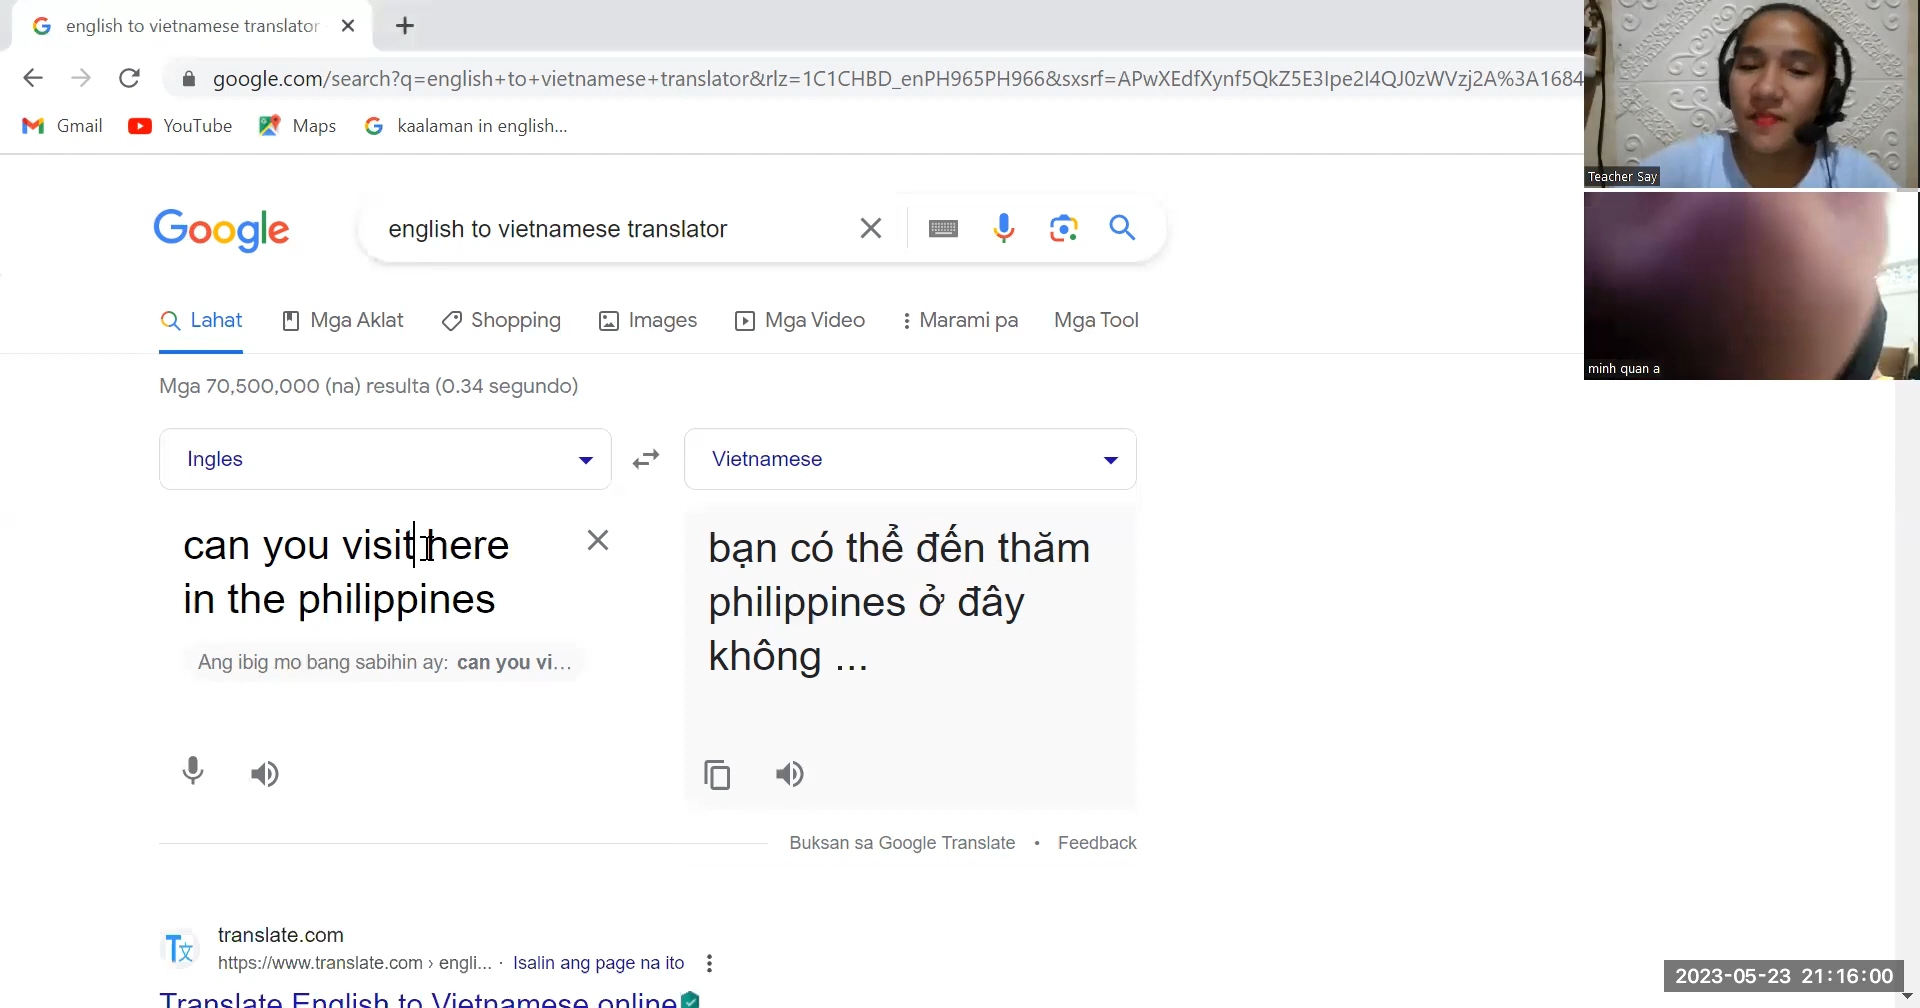 english to vietnamese translator
google.com/search?q=english+to+vietnamese+translator&rlz=1C1CHBD_enPH965PH966&sxsrf=APwXEdfXynf5QkZ5E3Ipe2I4QJ0zWVzj2A%3A1684
Gmail YouTube Maps kaalaman in english...
Teacher Say
Google english to vietnamese translator
Lahat Mga Aklat Shopping Images Mga Video Marami pa Mga Tool
minh quan a
Mga 70,500,000 (na) resulta (0.34 segundo)
Ingles Vietnamese
can you visit here
in the philippines
Ang ibig mo bang sabihin ay: can you vi...
bạn có thể đến thăm
philippines ở đây
không ...
Buksan sa Google Translate • Feedback
translate.com
https://www.translate.com › engli... · Isalin ang page na ito
Translate English to Vietnamese online
2023-05-23 21:16:00